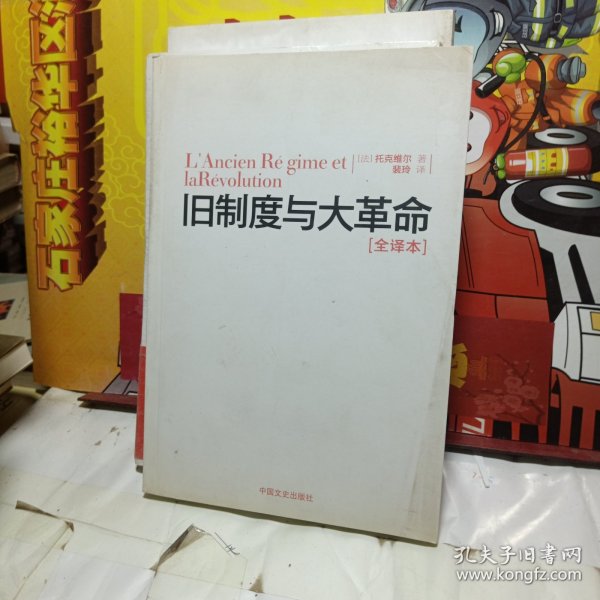 石家庄裕华区
L'Ancien Ré gime et
laRévolution
[法] 托克维尔 著
裴玲 译
旧制度与大革命
[全译本]
中国文史出版社
孔夫子旧书网
www.kongfz.com